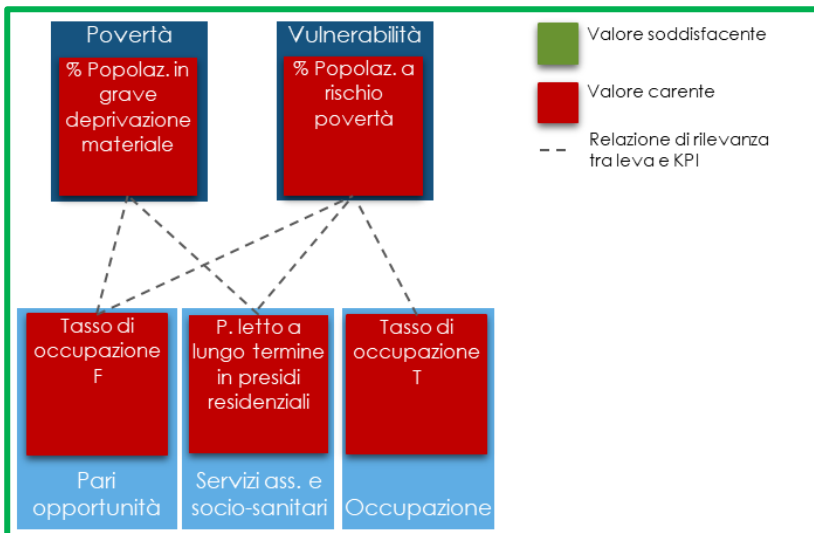 Povertà
% Popolaz. in
grave
deprivazione
materiale
Vulnerabilità
% Popolaz. a
rischio
povertà
Valore soddisfacente
Valore carente
Relazione di rilevanza
tra leva e KPI
Tasso di
occupazione
F
Pari
opportunità
P. letto a
lungo termine
in presidi
residenziali
Servizi ass. e
socio-sanitari
Tasso di
occupazione
T
Occupazione